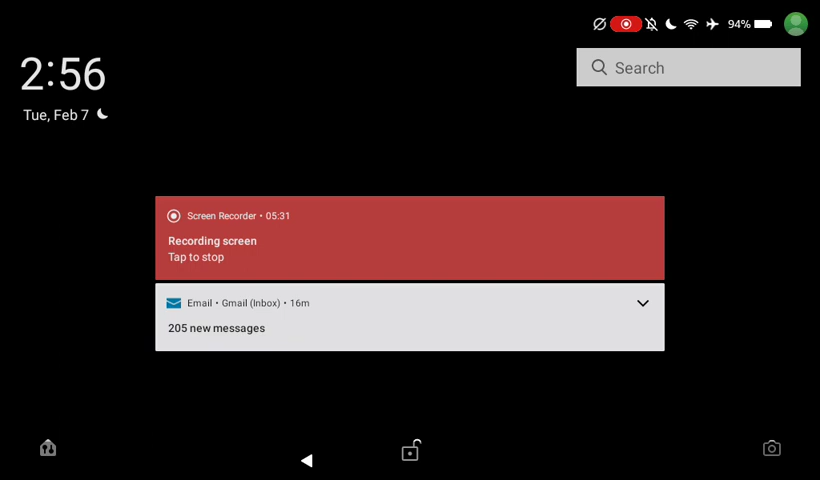 94%
2:56
Search
Tue, Feb 7
Screen Recorder • 05:31
Recording screen
Tap to stop
Email • Gmail (Inbox) • 16m
205 new messages